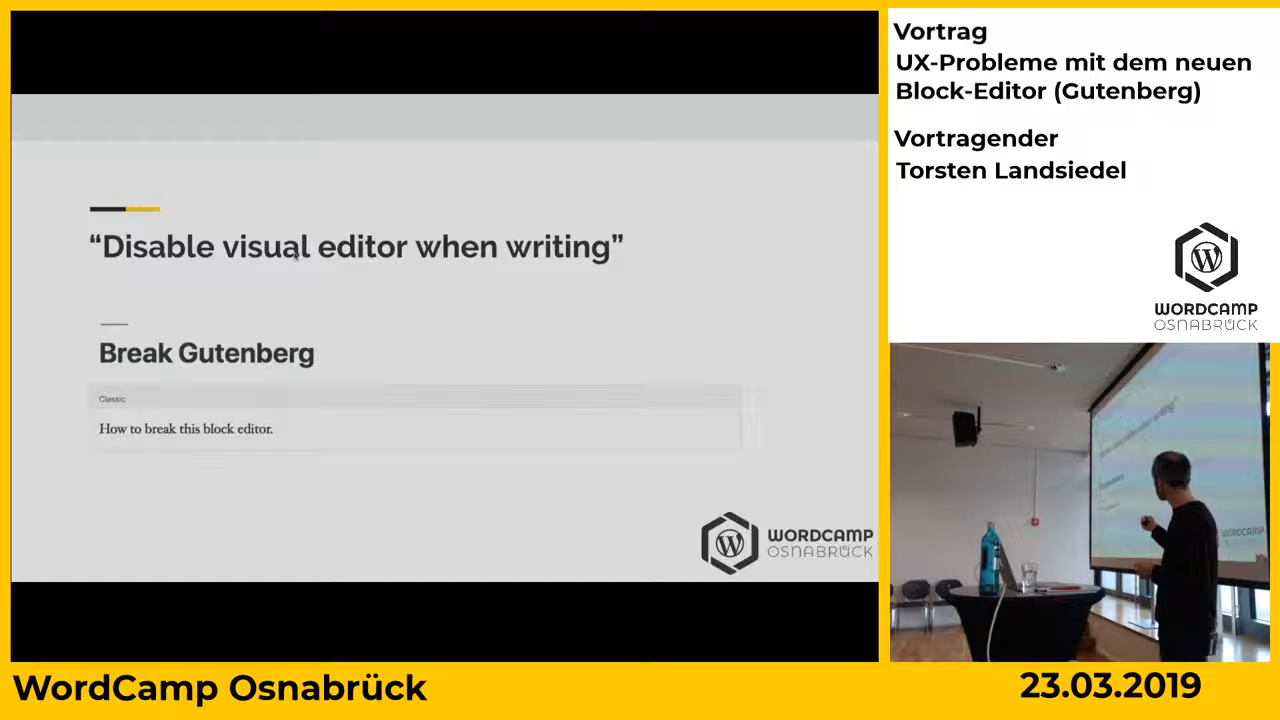 “Disable visual editor when writing”
Break Gutenberg
Classic
How to break this block editor.
WORDCAMP
OSNABRÜCK
Vortrag
UX-Probleme mit dem neuen
Block-Editor (Gutenberg)
Vortragender
Torsten Landsiedel
WORDCAMP
OSNABRÜCK
WordCamp Osnabrück
23.03.2019